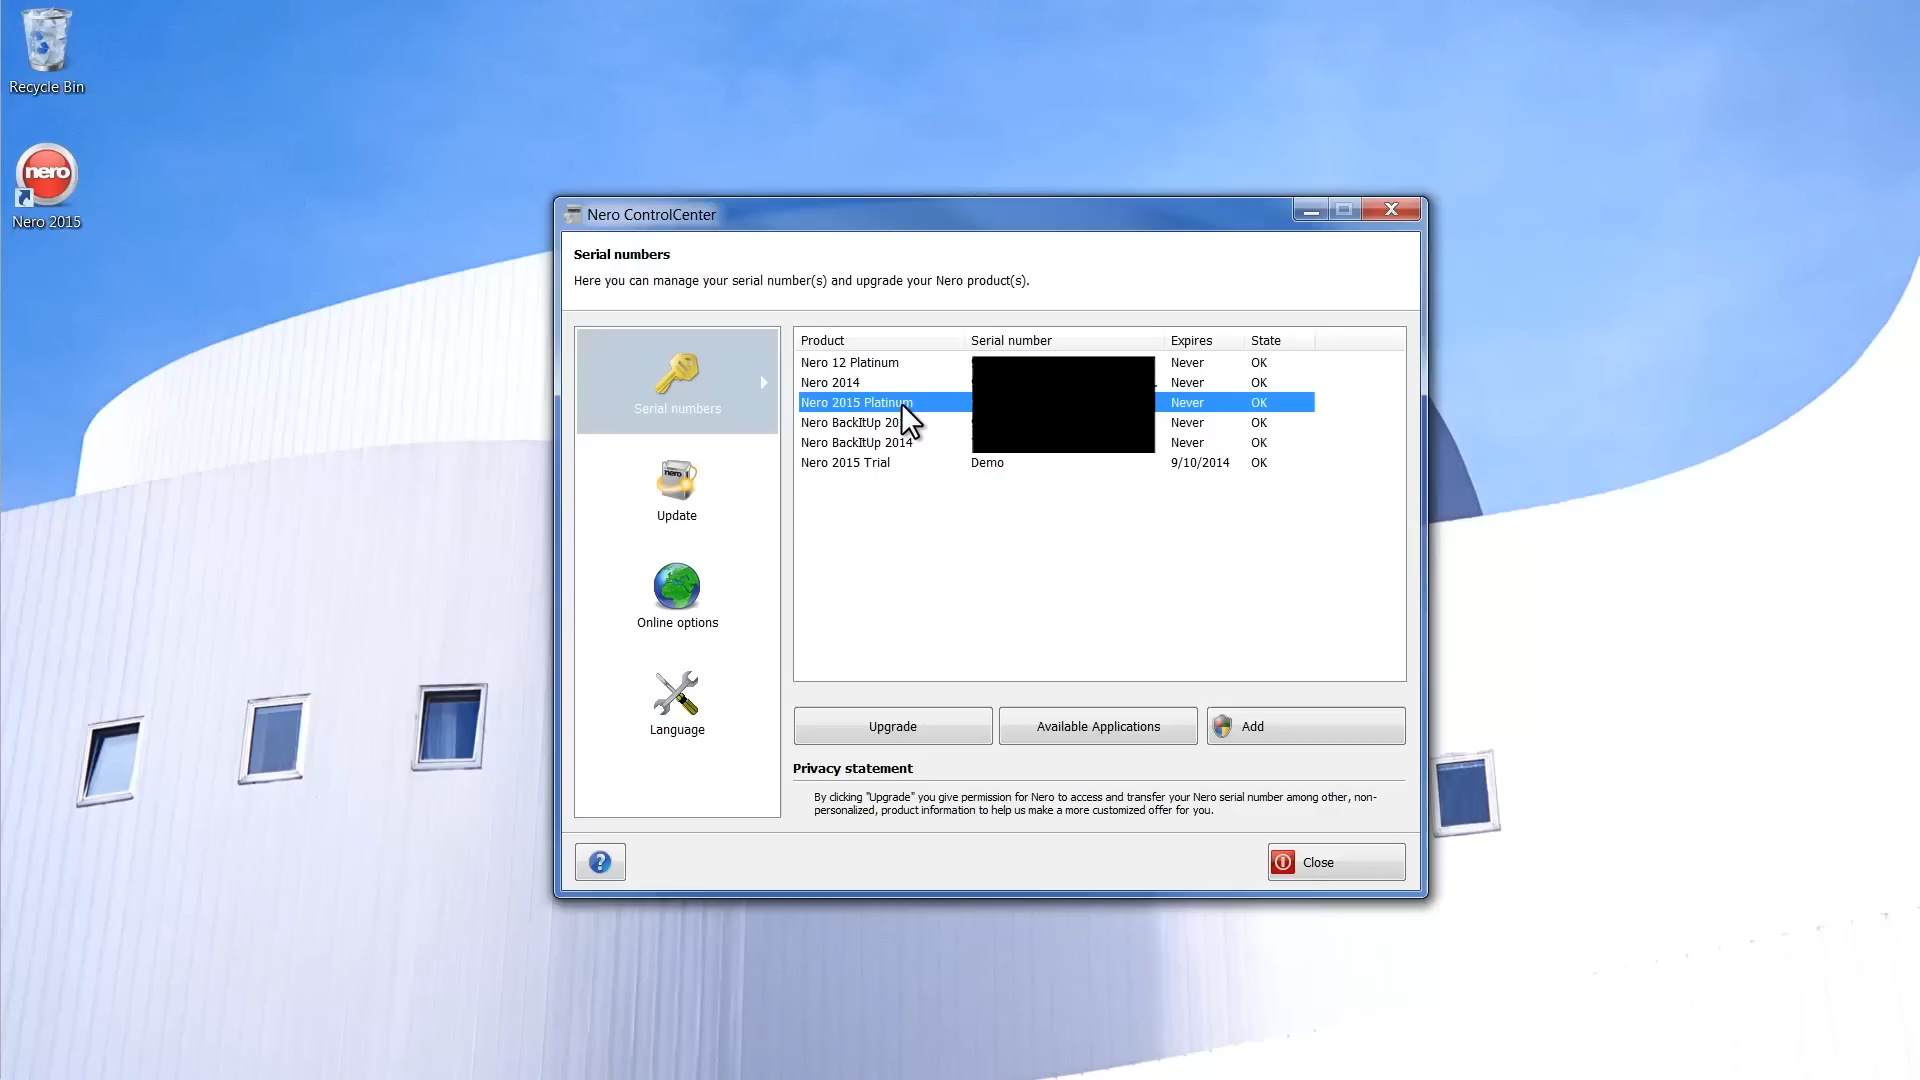 Recycle Bin
nero
Nero 2015
Nero ControlCenter
Serial numbers
Here you can manage your serial number(s) and upgrade your Nero product(s).
Serial numbers
nero
Update
Online options
Language
Product Serial number Expires State
Nero 12 Platinum Never OK
Nero 2014 Never OK
Nero 2015 Platinum Never OK
Nero BackItUp Never OK
Nero BackItUp 2014 Never OK
Nero 2015 Trial Demo 9/10/2014 OK
Upgrade Available Applications Add
Privacy statement
By clicking "Upgrade" you give permission for Nero to access and transfer your Nero serial number among other, non-
personalized, product information to help us make a more customized offer for you.
? Close